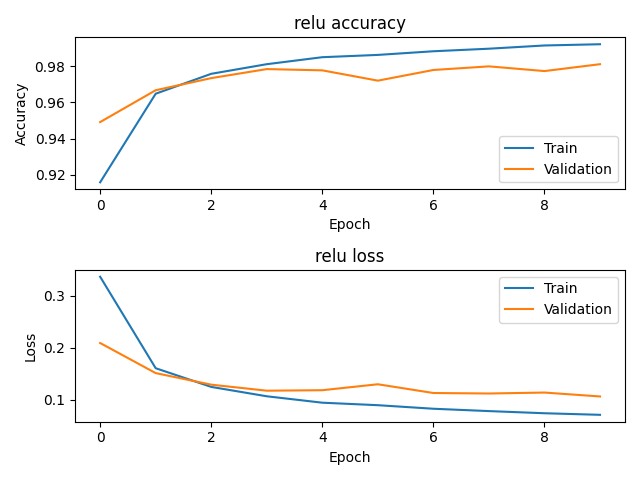 relu accuracy
Accuracy
0.98
0.96
0.94
0.92
Train
Validation
0 2 4 6 8
Epoch
relu loss
Loss
0.3
0.2
0.1
Train
Validation
0 2 4 6 8
Epoch